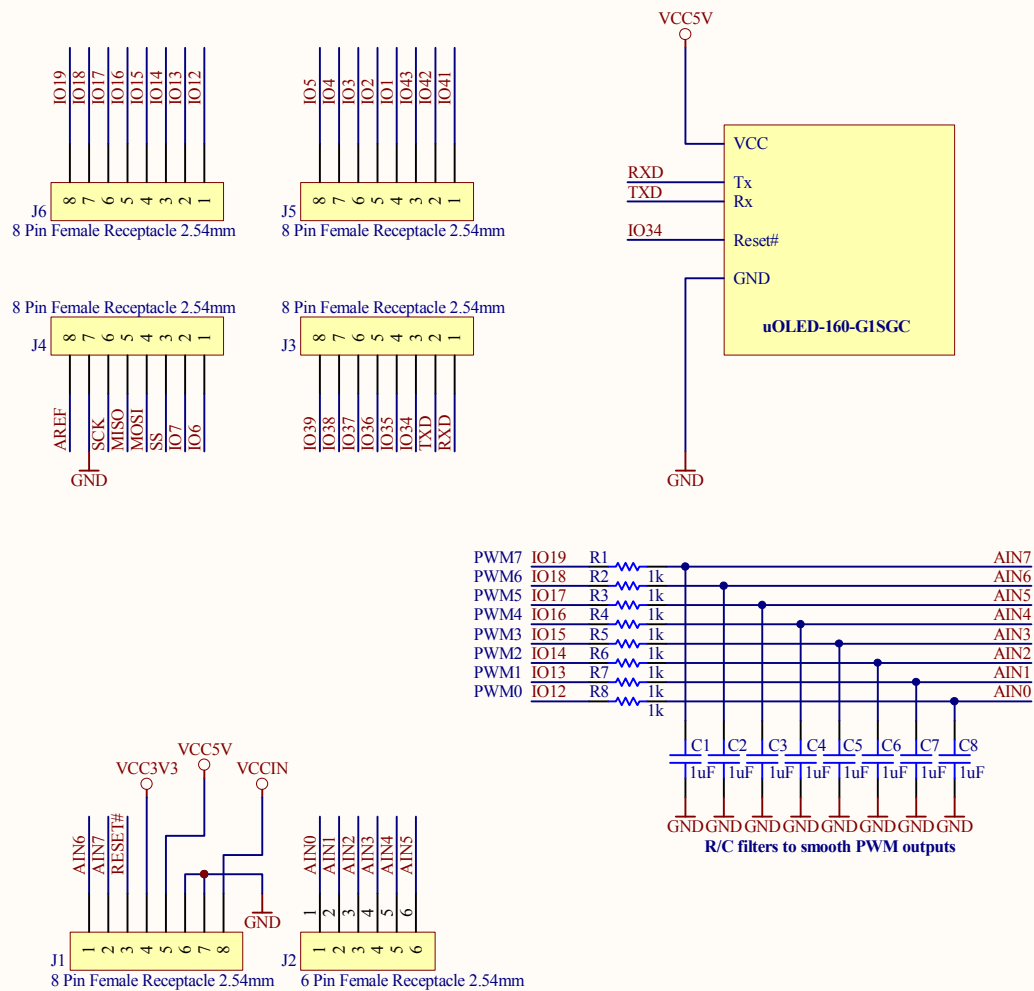 VCC5V
IO19 IO18 IO17 IO16 IO15 IO14 IO13 IO12
8 7 6 5 4 3 2 1
J6
8 Pin Female Receptacle 2.54mm
IO5 IO4 IO3 IO2 IO1 IO43 IO42 IO41
8 7 6 5 4 3 2 1
J5
8 Pin Female Receptacle 2.54mm
VCC
RXD Tx
TXD Rx
IO34 Reset#
GND
uOLED-160-G1SGC
GND
8 Pin Female Receptacle 2.54mm
8 7 6 5 4 3 2 1
J4
AREF SCK MISO MOSI SS IO7 IO6
GND
8 Pin Female Receptacle 2.54mm
8 7 6 5 4 3 2 1
J3
IO39 IO38 IO37 IO36 IO35 IO34 TXD RXD
PWM7 IO19 R1 1k AIN7
PWM6 IO18 R2 1k AIN6
PWM5 IO17 R3 1k AIN5
PWM4 IO16 R4 1k AIN4
PWM3 IO15 R5 1k AIN3
PWM2 IO14 R6 1k AIN2
PWM1 IO13 R7 1k AIN1
PWM0 IO12 R8 1k AIN0
C1 C2 C3 C4 C5 C6 C7 C8
1uF 1uF 1uF 1uF 1uF 1uF 1uF 1uF
GND GND GND GND GND GND GND GND
R/C filters to smooth PWM outputs
VCC5V
VCC3V3 VCCIN
AIN6 AIN7 RESET#
GND
1 2 3 4 5 6 7 8
J1
8 Pin Female Receptacle 2.54mm
AIN0 AIN1 AIN2 AIN3 AIN4 AIN5
1 2 3 4 5 6
1 2 3 4 5 6
J2
6 Pin Female Receptacle 2.54mm